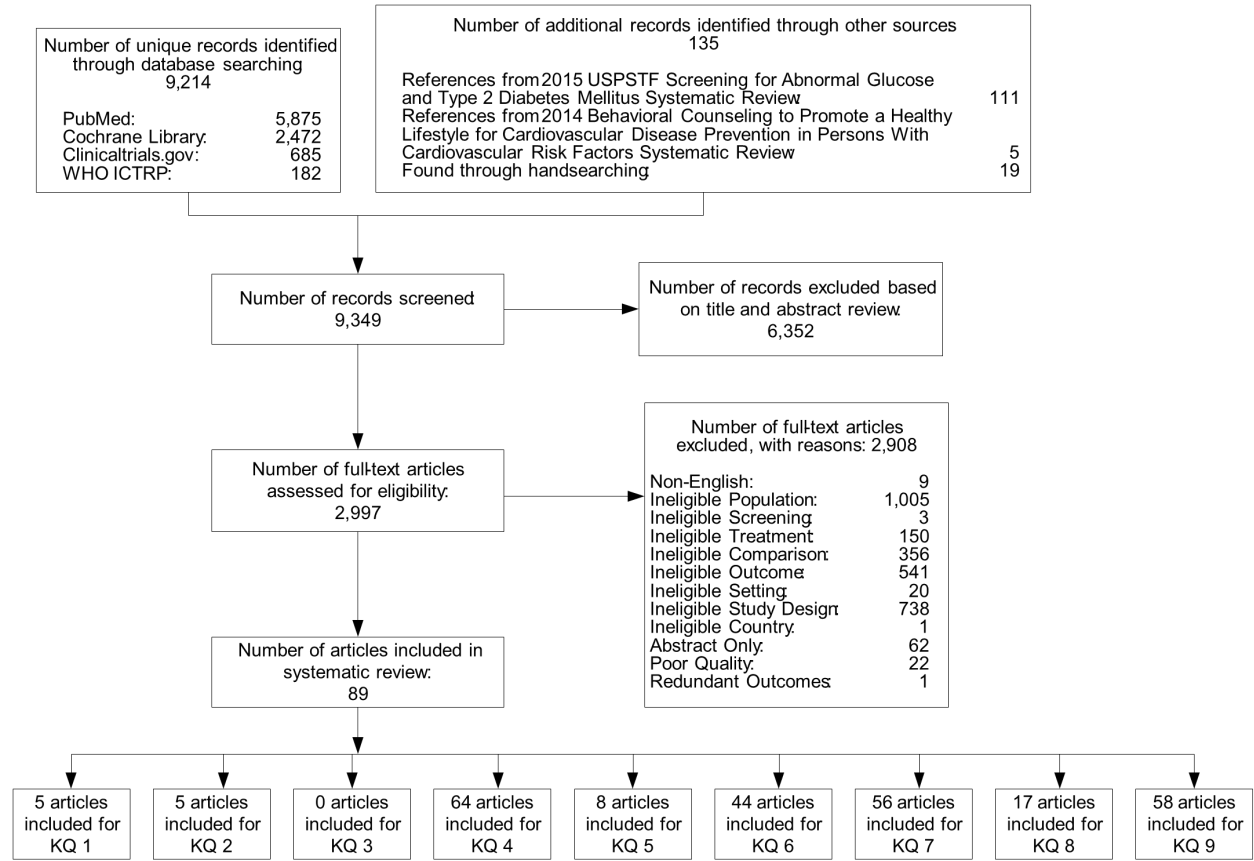 Number of unique records identified
through database searching
9,214
PubMed: 5,875
Cochrane Library: 2,472
Clinicaltrials.gov: 685
WHO ICTRP: 182
Number of additional records identified through other sources
135
References from 2015 USPSTF Screening for Abnormal Glucose
and Type 2 Diabetes Mellitus Systematic Review: 111
References from 2014 Behavioral Counseling to Promote a Healthy
Lifestyle for Cardiovascular Disease Prevention in Persons With
Cardiovascular Risk Factors Systematic Review 5
Found through handsearching: 19
Number of records screened:
9,349
Number of records excluded based
on title and abstract review:
6,352
Number of full-text articles
assessed for eligibility:
2,997
Number of full-text articles
excluded, with reasons: 2,908
Non-English: 9
Ineligible Population: 1,005
Ineligible Screening: 3
Ineligible Treatment: 150
Ineligible Comparison: 356
Ineligible Outcome: 541
Ineligible Setting: 20
Ineligible Study Design: 738
Ineligible Country: 1
Abstract Only: 62
Poor Quality: 22
Redundant Outcomes: 1
Number of articles included in
systematic review:
89
5 articles
included for
KQ 1
5 articles
included for
KQ 2
0 articles
included for
KQ 3
64 articles
included for
KQ 4
8 articles
included for
KQ 5
44 articles
included for
KQ 6
56 articles
included for
KQ 7
17 articles
included for
KQ 8
58 articles
included for
KQ 9